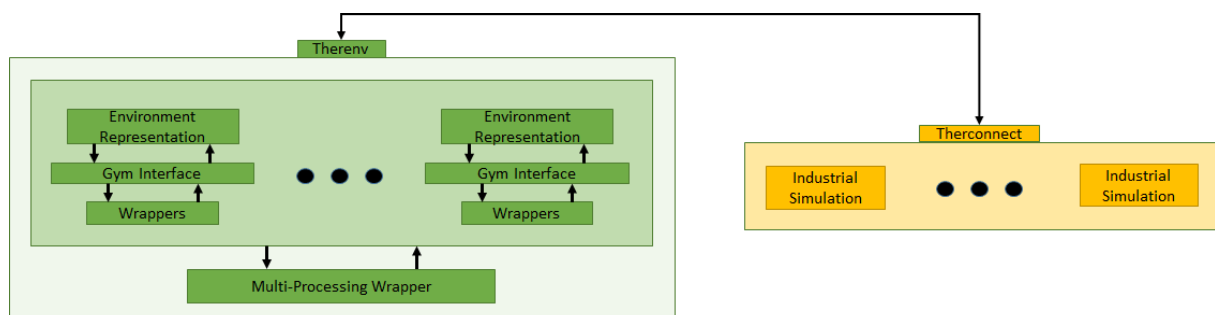 Therenv
Environment
Representation
Gym Interface
Wrappers
Environment
Representation
Gym Interface
Wrappers
Multi-Processing Wrapper
Therconnect
Industrial
Simulation
Industrial
Simulation